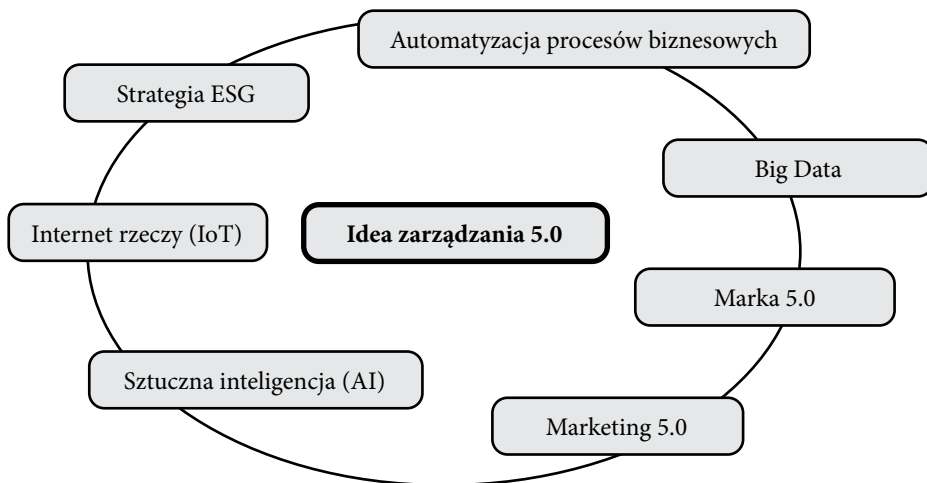 Automatyzacja procesów biznesowych
Strategia ESG
Big Data
Internet rzeczy (IoT)
Idea zarządzania 5.0
Marka 5.0
Sztuczna inteligencja (AI)
Marketing 5.0